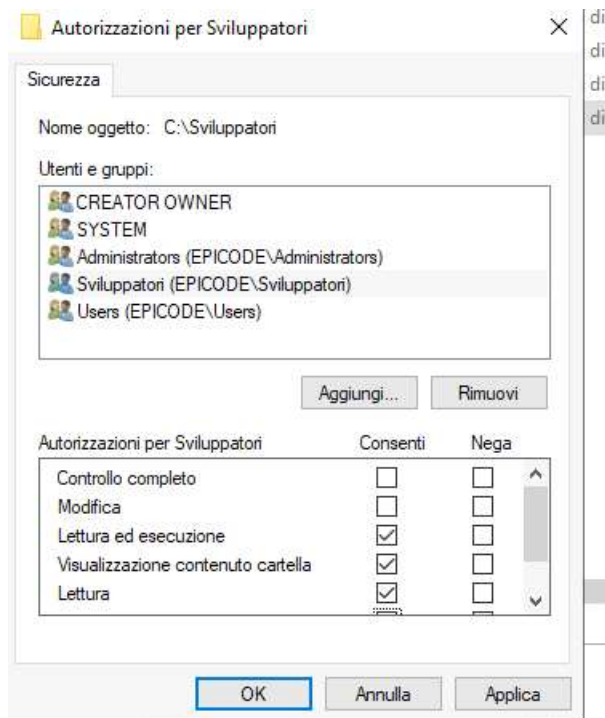 Autorizzazioni per Sviluppatori
Sicurezza
Nome oggetto: C:\Sviluppatori
Utenti e gruppi:
CREATOR OWNER
SYSTEM
Administrators (EPICODE\Administrators)
Sviluppatori (EPICODE\Sviluppatori)
Users (EPICODE\Users)
Aggiungi... Rimuovi
Autorizzazioni per Sviluppatori Consenti Nega
Controllo completo
Modifica
Lettura ed esecuzione
Visualizzazione contenuto cartella
Lettura
OK Annulla Applica
di
di
di
di